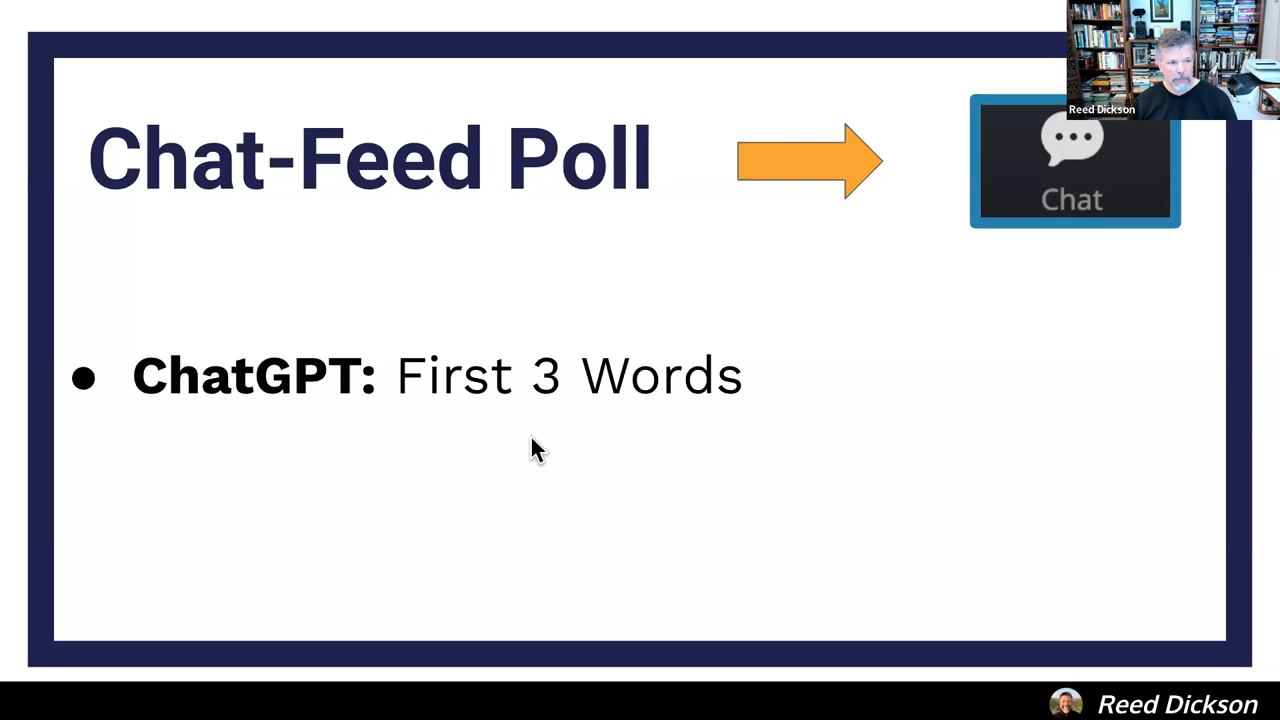 Reed Dickson
Chat-Feed Poll
Chat
● ChatGPT: First 3 Words
Reed Dickson